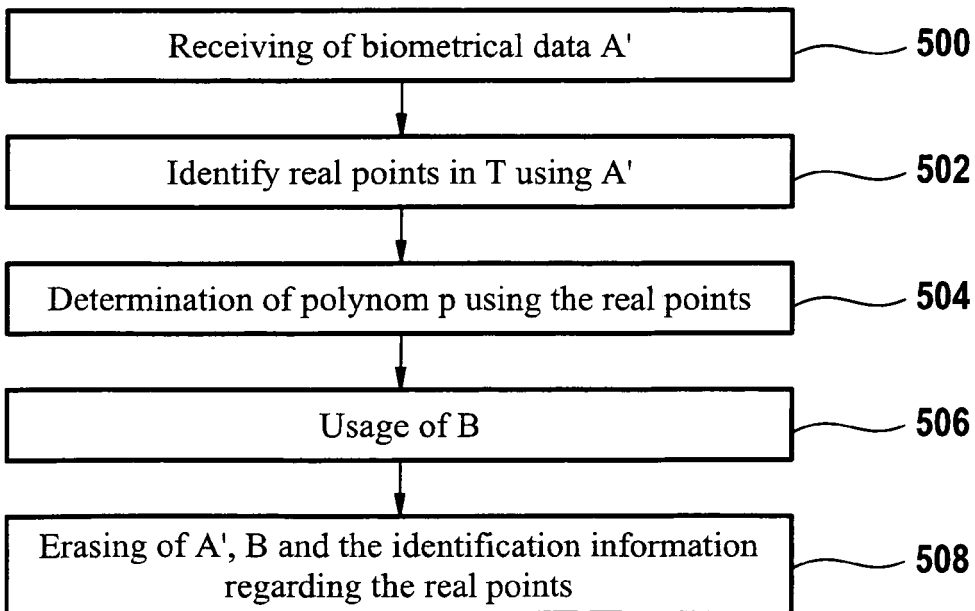 Receiving of biometrical data A'
500
Identify real points in T using A'
502
Determination of polynom p using the real points
504
Usage of B
506
Erasing of A', B and the identification information
regarding the real points
508